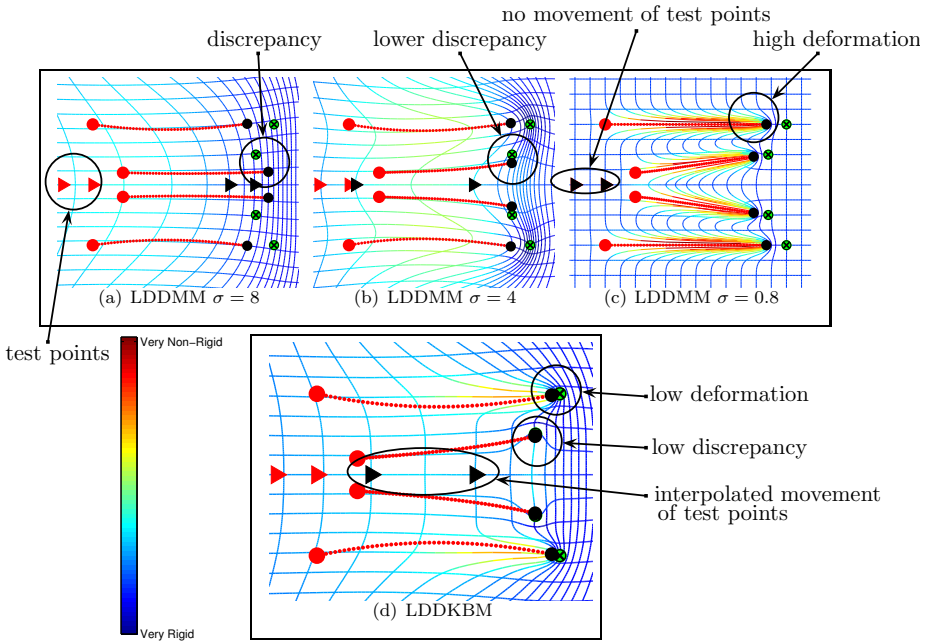 no movement of test points
discrepancy
lower discrepancy
high deformation
(a) LDDMM σ = 8
(b) LDDMM σ = 4
(c) LDDMM σ = 0.8
test points
Very Non-Rigid
low deformation
low discrepancy
interpolated movement
of test points
(d) LDDKBM
Very Rigid